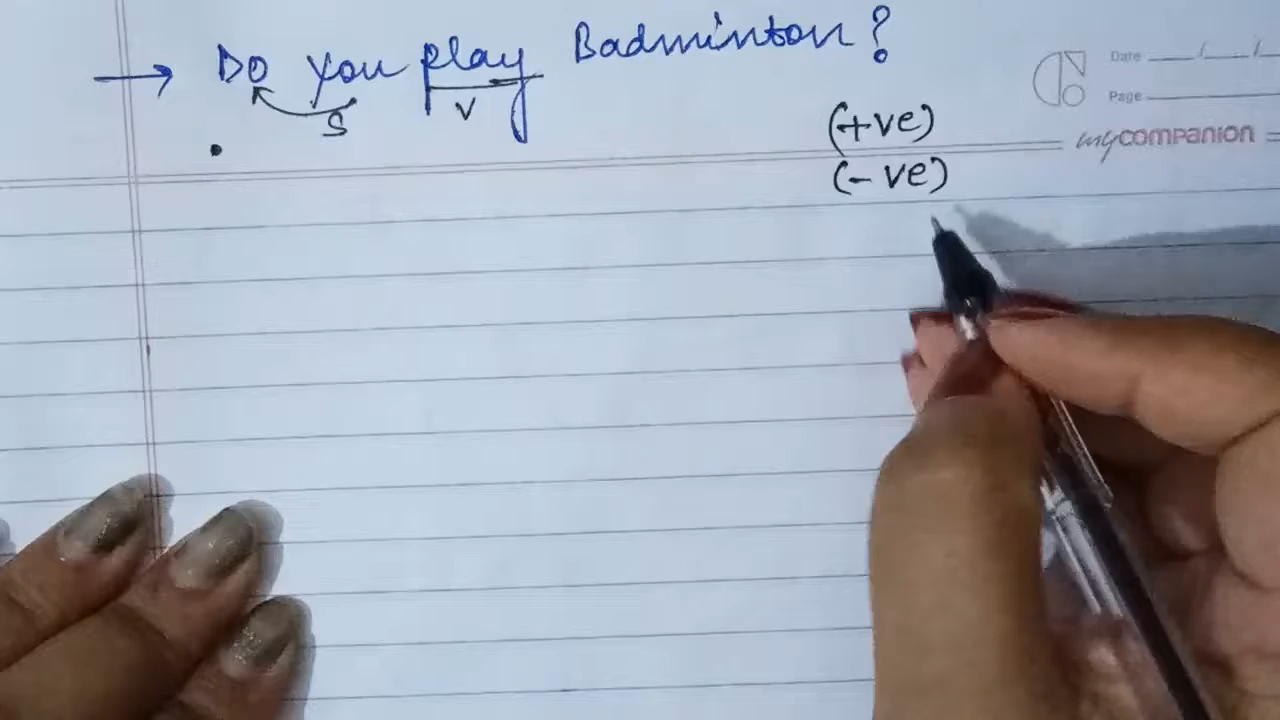 → Do you play Badminton?
S V
(+ve)
(-ve)
Date / /
Page
mycompanion